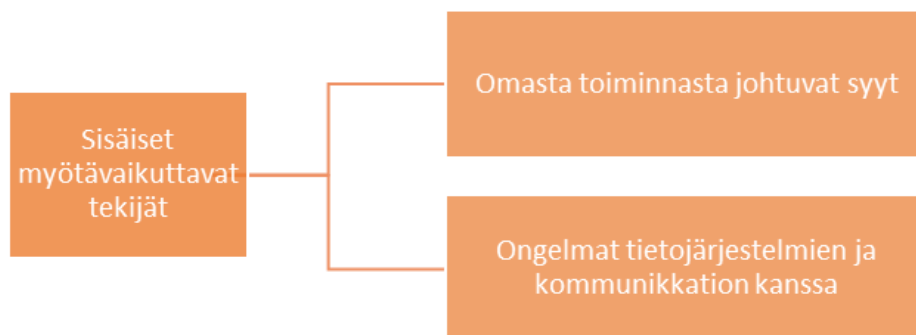 Sisäiset
myötävaikuttavat
tekijät
Omasta toiminnasta johtuvat syyt
Ongelmat tietojärjestelmien ja
kommunikkation kanssa